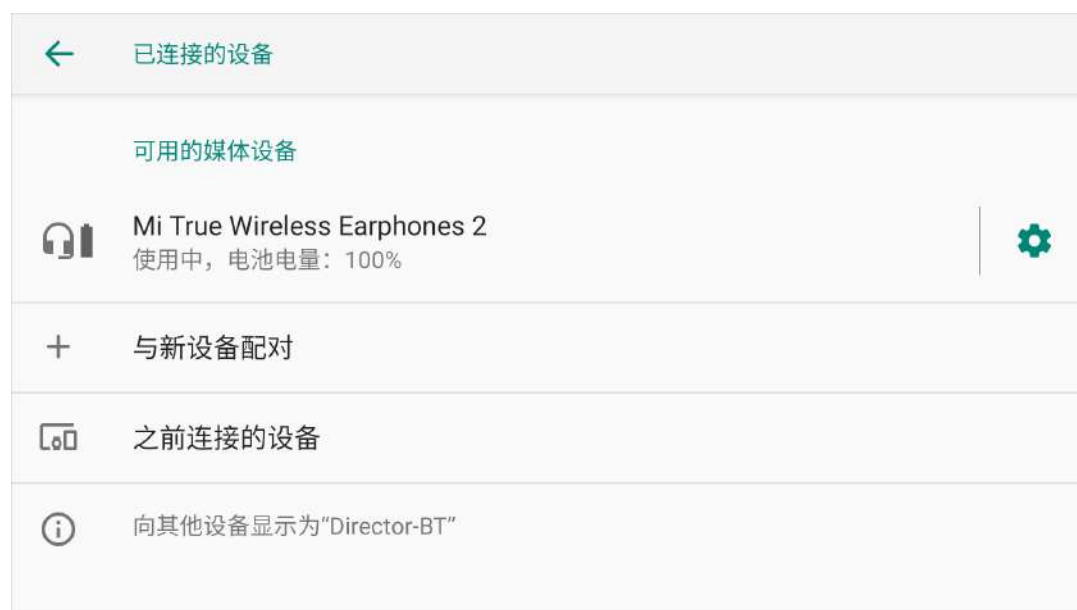 已连接的设备
可用的媒体设备
Mi True Wireless Earphones 2
使用中，电池电量：100%
与新设备配对
之前连接的设备
向其他设备显示为“Director-BT”